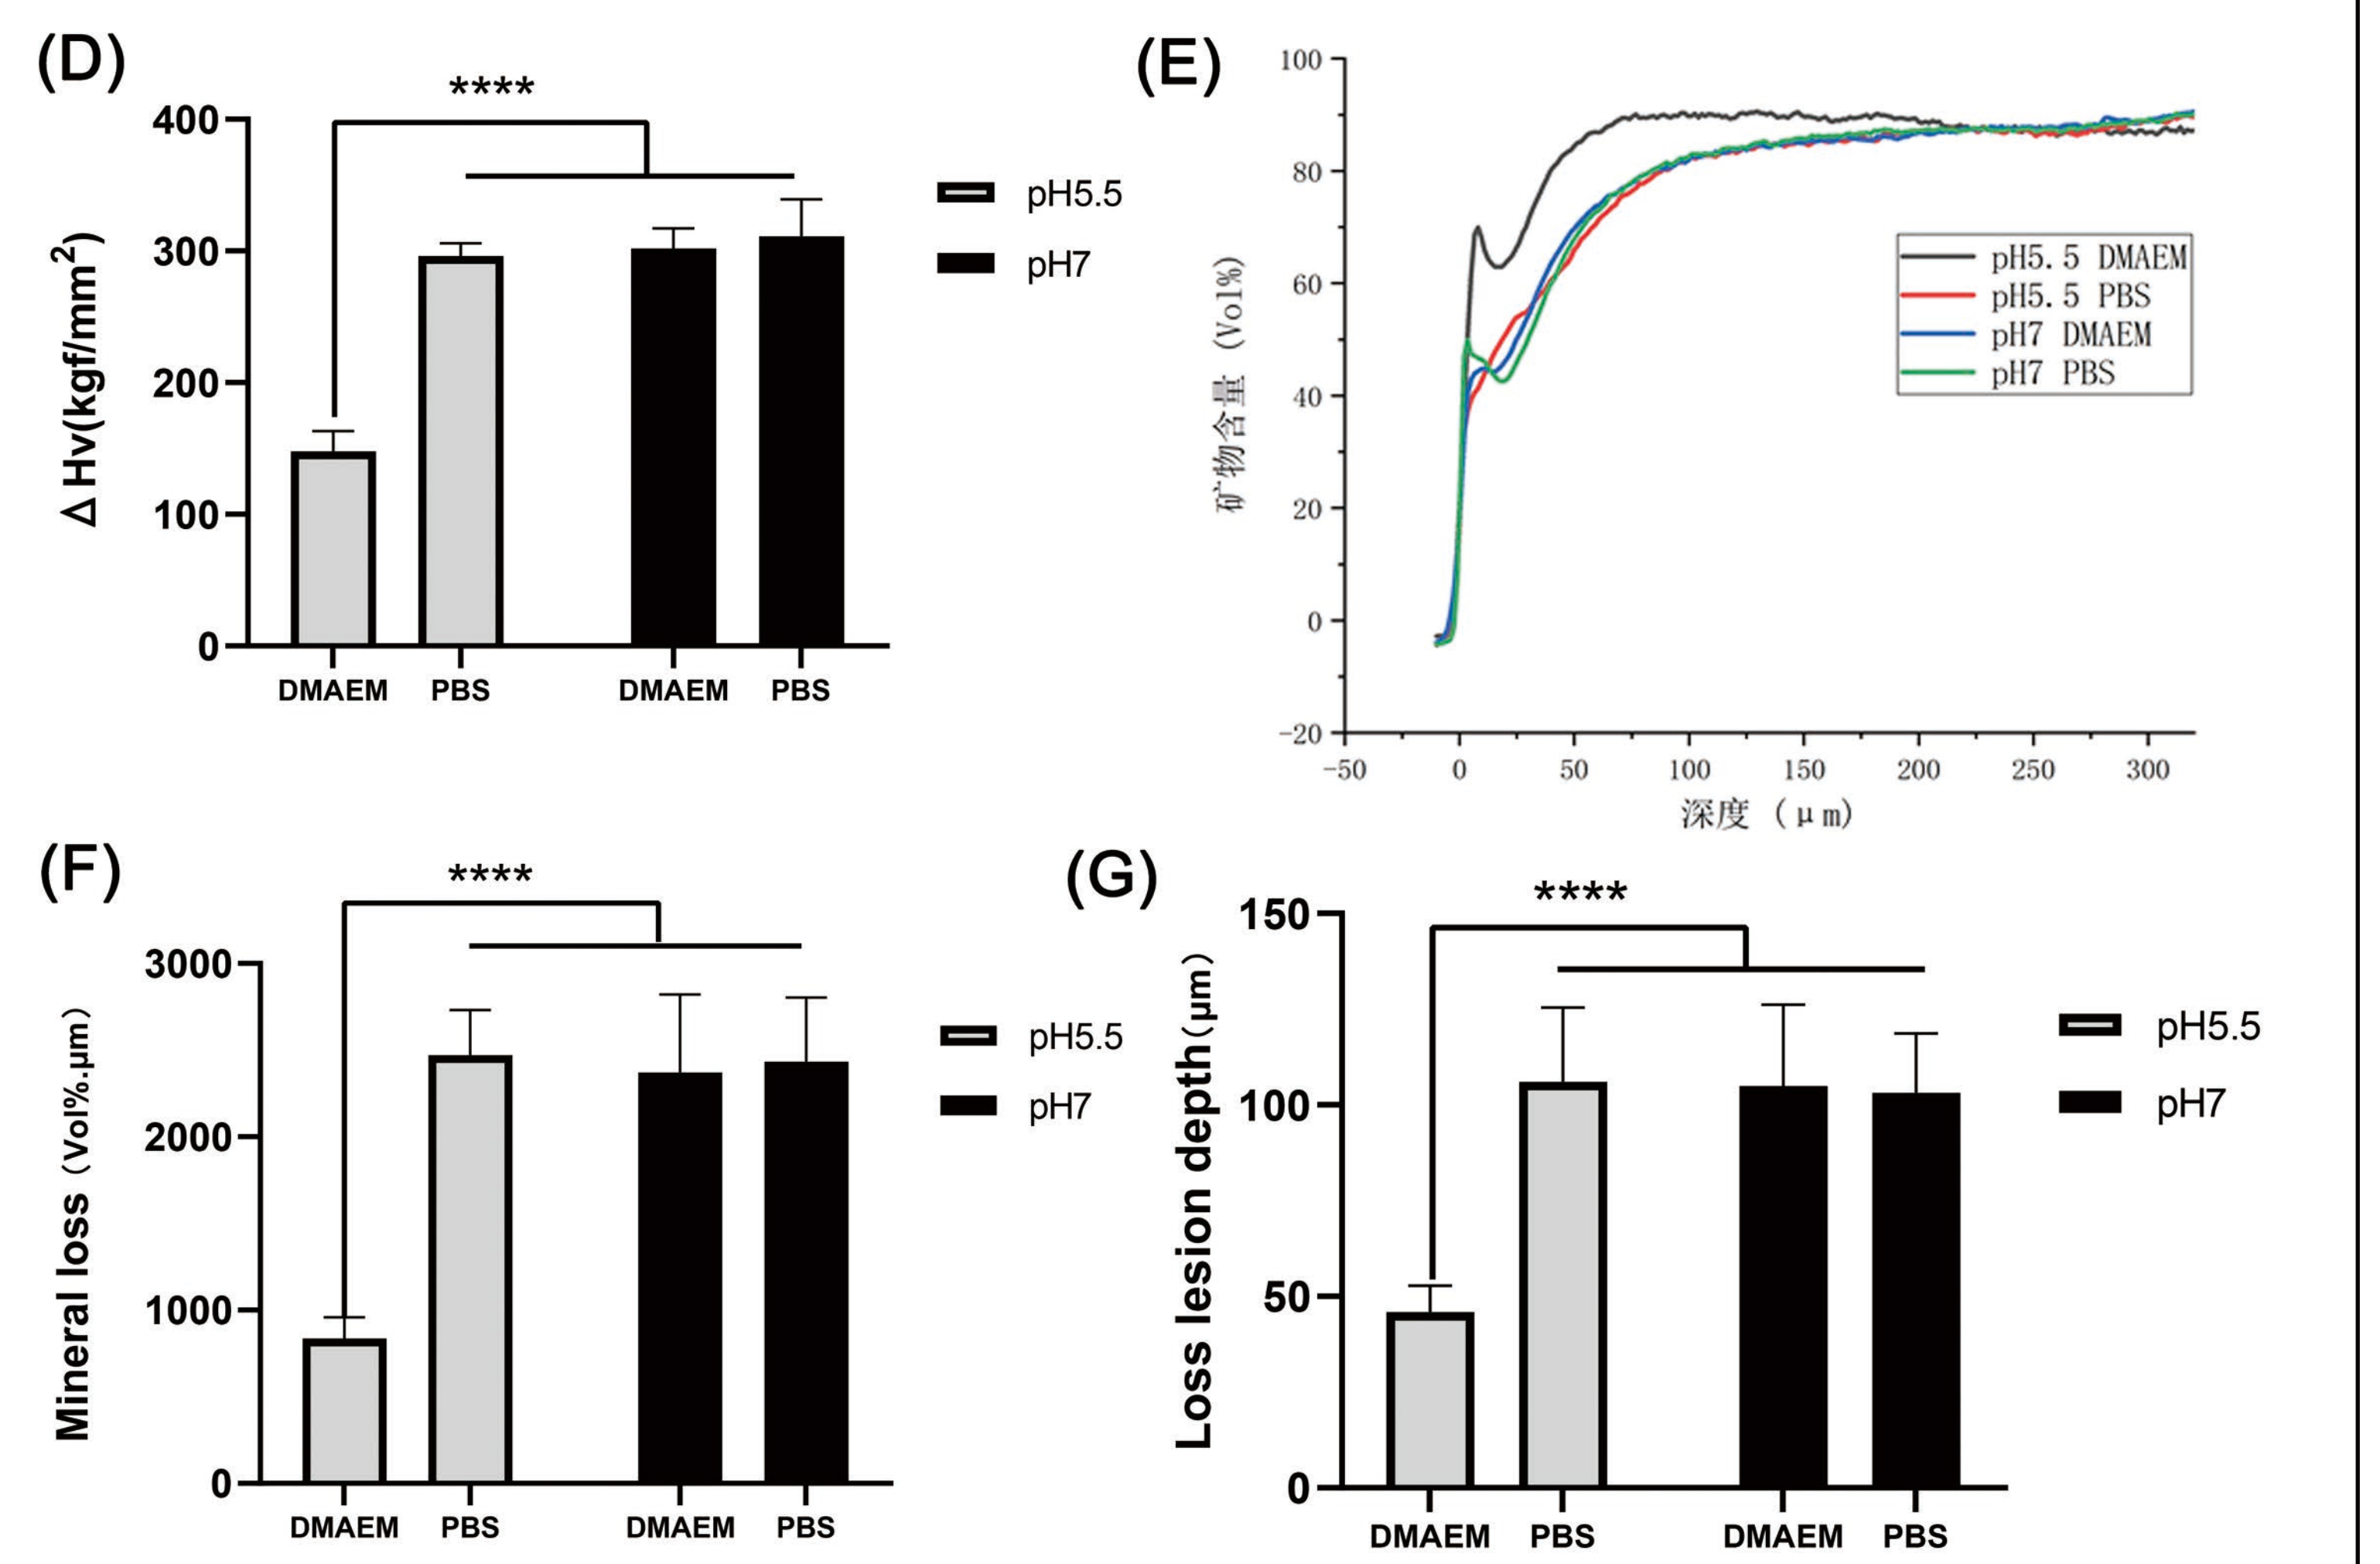 (D)
****
400
300
200
100
0
Δ Hv(kgf/mm²)
DMAEM PBS DMAEM PBS
pH5.5
pH7
(E)
100
80
60
40
20
0
-20
矿物含量 (Vol%)
-50 0 50 100 150 200 250 300
深度 (μm)
pH5.5 DMAEM
pH5.5 PBS
pH7 DMAEM
pH7 PBS
(F)
****
3000
2000
1000
0
Mineral loss (Vol%.μm)
DMAEM PBS DMAEM PBS
pH5.5
pH7
(G)
****
150
100
50
0
Loss lesion depth(μm)
DMAEM PBS DMAEM PBS
pH5.5
pH7